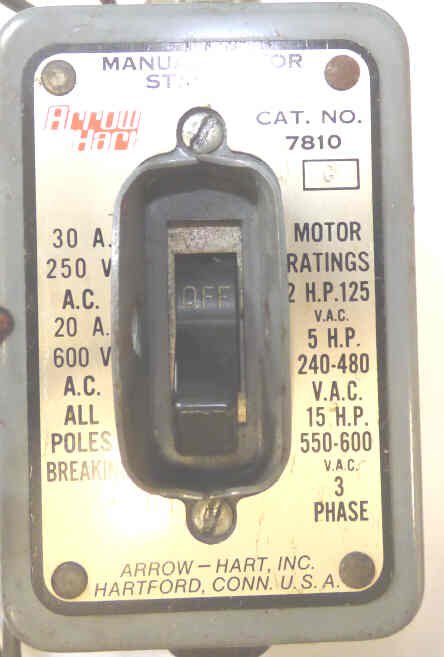 MANUAL MOTOR
Arrow
Hart
CAT. NO.
7810
30 A.
250 V
A.C.
20 A.
600 V
A.C.
ALL
POLES
BREAKIN
OFF
MOTOR
RATINGS
2 H.P. 125
V.A.C.
5 H.P.
240-480
V.A.C.
15 H.P.
550-600
V.A.C.
3
PHASE
ARROW-HART, INC.
HARTFORD, CONN. U.S.A.